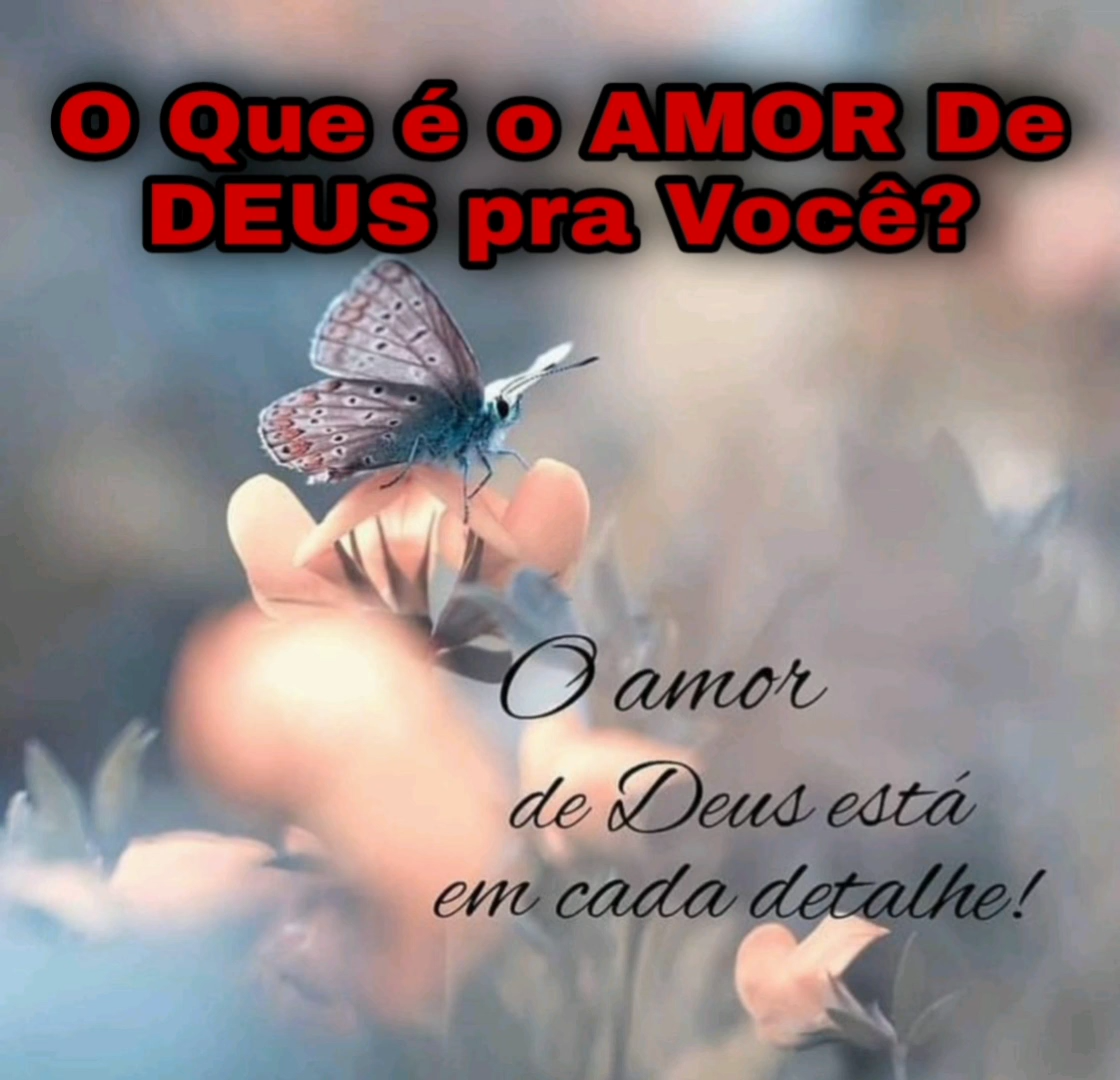 O Que é o AMOR De
DEUS pra Você?
O amor
de Deus está
em cada detalhe!